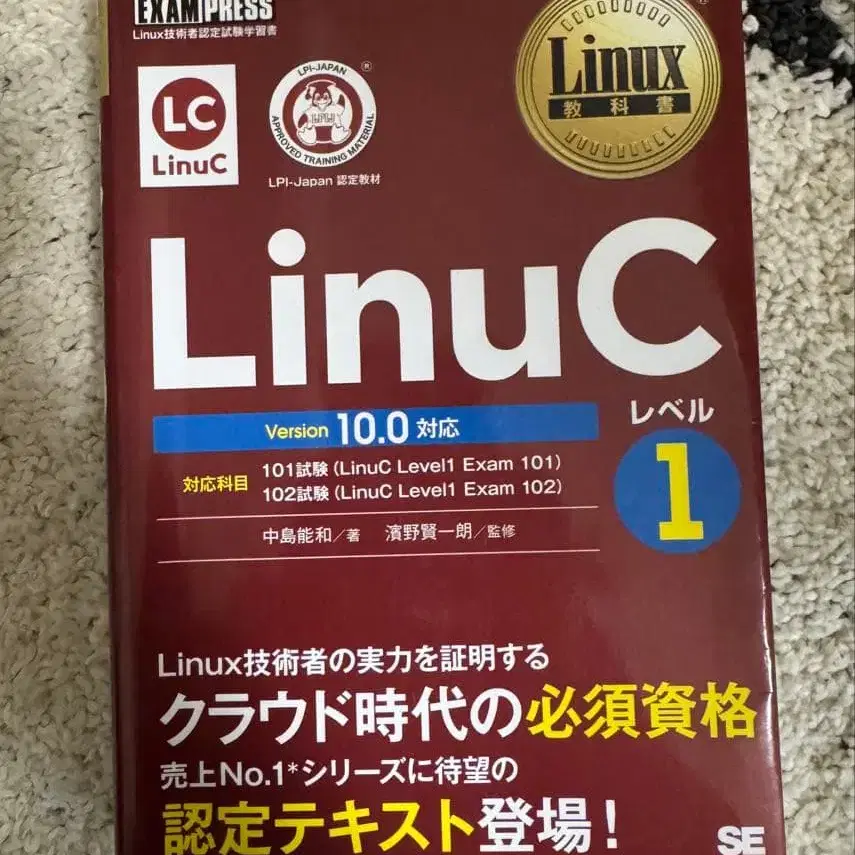 EXAMPRESS
Linux技術者認定試験学習書
LC
LinuC
LPI-JAPAN
APPROVED TRAINING MATERIAL
®
LPI-Japan 認定教材
Linux
教科書
LinuC
レベル
1
Version 10.0 対応
対応科目
101試験（LinuC Level1 Exam 101）
102試験（LinuC Level1 Exam 102）
中島能和／著 濱野賢一朗／監修
Linux技術者の実力を証明する
クラウド時代の必須資格
売上No.1*シリーズに待望の
認定テキスト登場！
SE